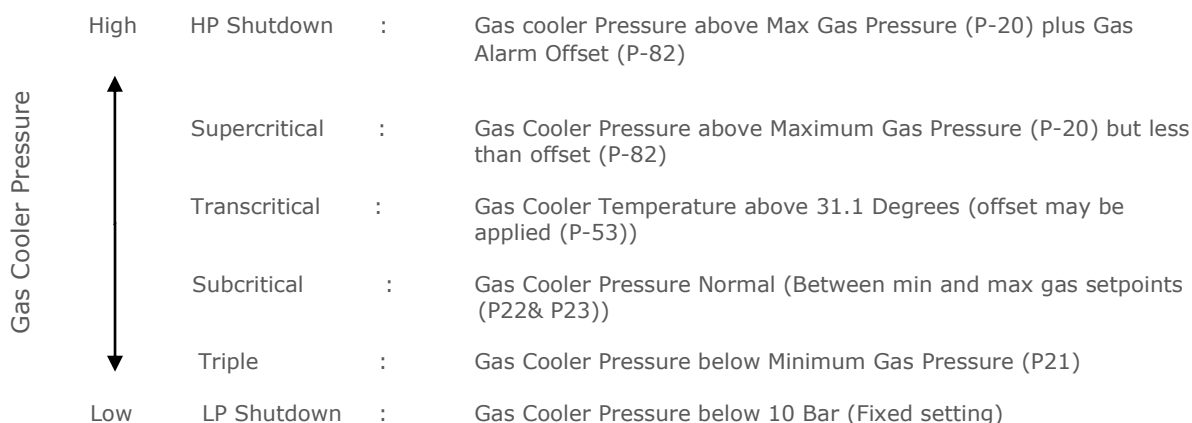 High HP Shutdown : Gas cooler Pressure above Max Gas Pressure (P-20) plus Gas
Alarm Offset (P-82)
Gas Cooler Pressure
Supercritical : Gas Cooler Pressure above Maximum Gas Pressure (P-20) but less
than offset (P-82)
Transcritical : Gas Cooler Temperature above 31.1 Degrees (offset may be
applied (P-53))
Subcritical : Gas Cooler Pressure Normal (Between min and max gas setpoints
(P22& P23))
Triple : Gas Cooler Pressure below Minimum Gas Pressure (P21)
Low LP Shutdown : Gas Cooler Pressure below 10 Bar (Fixed setting)